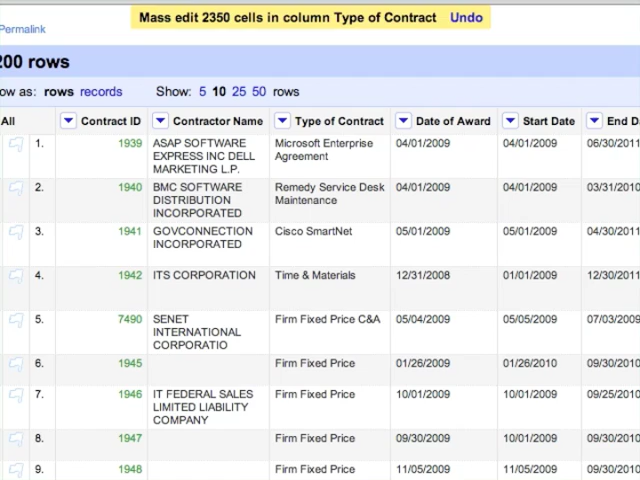 Mass edit 2350 cells in column Type of Contract Undo
Permalink
200 rows
ow as: rows records Show: 5 10 25 50 rows
All Contract ID Contractor Name Type of Contract Date of Award Start Date End D
1. 1939 ASAP SOFTWARE Microsoft Enterprise 04/01/2009 04/01/2009 06/30/2011
EXPRESS INC DELL Agreement
MARKETING L.P.
2. 1940 BMC SOFTWARE Remedy Service Desk 04/01/2009 04/01/2009 03/31/2010
DISTRIBUTION Maintenance
INCORPORATED
3. 1941 GOVCONNECTION Cisco SmartNet 05/01/2009 05/01/2009 04/30/2011
INCORPORATED
4. 1942 ITS CORPORATION Time & Materials 12/31/2008 01/01/2009 12/30/2011
5. 7490 SENET Firm Fixed Price C&A 05/04/2009 05/05/2009 07/03/2009
INTERNATIONAL
CORPORATIO
6. 1945 Firm Fixed Price 01/26/2009 01/26/2010 09/30/2010
7. 1946 IT FEDERAL SALES Firm Fixed Price 10/01/2009 10/01/2009 09/25/2010
LIMITED LIABILITY
COMPANY
8. 1947 Firm Fixed Price 09/30/2009 10/01/2009 09/30/2010
9. 1948 Firm Fixed Price 11/05/2009 11/05/2009 09/30/2010